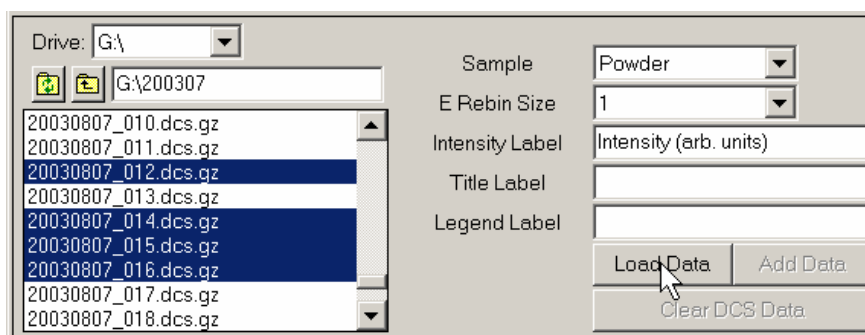 Drive: G:\
G:\200307
20030807_010.dcs.gz
20030807_011.dcs.gz
20030807_012.dcs.gz
20030807_013.dcs.gz
20030807_014.dcs.gz
20030807_015.dcs.gz
20030807_016.dcs.gz
20030807_017.dcs.gz
20030807_018.dcs.gz
Sample Powder
E Rebin Size 1
Intensity Label Intensity (arb. units)
Title Label
Legend Label
Load Data Add Data
Clear DCS Data